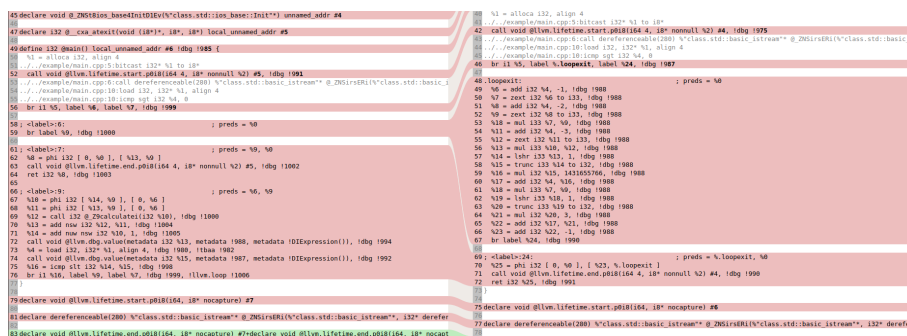 45 declare void @_ZNSt8ios_base4InitD1Ev(%"class.std::ios_base::Init"*) unnamed_addr #4
46
47 declare i32 @__cxa_atexit(void (i8*)*, i8*, i8*) local_unnamed_addr #5
48
49 define i32 @main() local_unnamed_addr #6 !dbg !985 {
50 %1 = alloca i32, align 4
51 ../../example/main.cpp:5:bitcast i32* %1 to i8*
52 call void @llvm.lifetime.start.p0i8(i64 4, i8* nonnull %2) #5, !dbg !991
53 ../../example/main.cpp:6:call dereferenceable(280) %"class.std::basic_istream"* @_ZNSirsERi(%"class.std::basic_i
54 ../../example/main.cpp:10:load i32, i32* %1, align 4
55 ../../example/main.cpp:10:icmp sgt i32 %4, 0
56 br i1 %5, label %6, label %7, !dbg !999
57
58 ; <label>:6: ; preds = %0
59 br label %9, !dbg !1000
60
61 ; <label>:7: ; preds = %9, %0
62 %8 = phi i32 [ 0, %0 ], [ %13, %9 ]
63 call void @llvm.lifetime.end.p0i8(i64 4, i8* nonnull %2) #5, !dbg !1002
64 ret i32 %8, !dbg !1003
65
66 ; <label>:9: ; preds = %6, %9
67 %10 = phi i32 [ %14, %9 ], [ 0, %6 ]
68 %11 = phi i32 [ %13, %9 ], [ 0, %6 ]
69 %12 = call i32 @_Z9calculatei(i32 %10), !dbg !1000
70 %13 = add nsw i32 %12, %11, !dbg !1004
71 %14 = add nuw nsw i32 %10, 1, !dbg !1005
72 call void @llvm.dbg.value(metadata i32 %13, metadata !988, metadata !DIExpression()), !dbg !994
73 %4 = load i32, i32* %1, align 4, !dbg !980, !tbaa !982
74 call void @llvm.dbg.value(metadata i32 %15, metadata !987, metadata !DIExpression()), !dbg !992
75 %16 = icmp slt i32 %14, %15, !dbg !998
76 br i1 %16, label %9, label %7, !dbg !999, !llvm.loop !1006
77 }
78
79 declare void @llvm.lifetime.start.p0i8(i64, i8* nocapture) #7
80
81 declare dereferenceable(280) %"class.std::basic_istream"* @_ZNSirsERi(%"class.std::basic_istream"*, i32* derefer
82
83 declare void @llvm.lifetime.end.p0i8(i64, i8* nocapture) #7+declare void @llvm.lifetime.end.p0i8(i64, i8* nocapt
40 %1 = alloca i32, align 4
41 ../../example/main.cpp:5:bitcast i32* %1 to i8*
42 call void @llvm.lifetime.start.p0i8(i64 4, i8* nonnull %2) #4, !dbg !975
43 ../../example/main.cpp:6:call dereferenceable(280) %"class.std::basic_istream"* @_ZNSirsERi(%"class.std::basic
44 ../../example/main.cpp:10:load i32, i32* %1, align 4
45 ../../example/main.cpp:10:icmp sgt i32 %4, 0
46 br i1 %5, label %.loopexit, label %24, !dbg !987
47
48 .loopexit: ; preds = %0
49 %6 = add i32 %4, -1, !dbg !988
50 %7 = zext i32 %6 to i33, !dbg !988
51 %8 = add i32 %4, -2, !dbg !988
52 %9 = zext i32 %8 to i33, !dbg !988
53 %10 = mul i33 %7, %9, !dbg !988
54 %11 = add i32 %4, -3, !dbg !988
55 %12 = zext i32 %11 to i33, !dbg !988
56 %13 = mul i33 %10, %12, !dbg !988
57 %14 = lshr i33 %13, 1, !dbg !988
58 %15 = trunc i33 %14 to i32, !dbg !988
59 %16 = mul i32 %15, 1431655766, !dbg !988
60 %17 = add i32 %4, %16, !dbg !988
61 %18 = mul i33 %7, %9, !dbg !988
62 %19 = lshr i33 %18, 1, !dbg !988
63 %20 = trunc i33 %19 to i32, !dbg !988
64 %21 = mul i32 %20, 3, !dbg !988
65 %22 = add i32 %17, %21, !dbg !988
66 %23 = add i32 %22, -1, !dbg !988
67 br label %24, !dbg !990
68
69 ; <label>:24: ; preds = %.loopexit, %0
70 %25 = phi i32 [ 0, %0 ], [ %23, %.loopexit ]
71 call void @llvm.lifetime.end.p0i8(i64 4, i8* nonnull %2) #4, !dbg !990
72 ret i32 %25, !dbg !991
73 }
74
75 declare void @llvm.lifetime.start.p0i8(i64, i8* nocapture) #6
76
77 declare dereferenceable(280) %"class.std::basic_istream"* @_ZNSirsERi(%"class.std::basic_istream"*, i32* deref
78